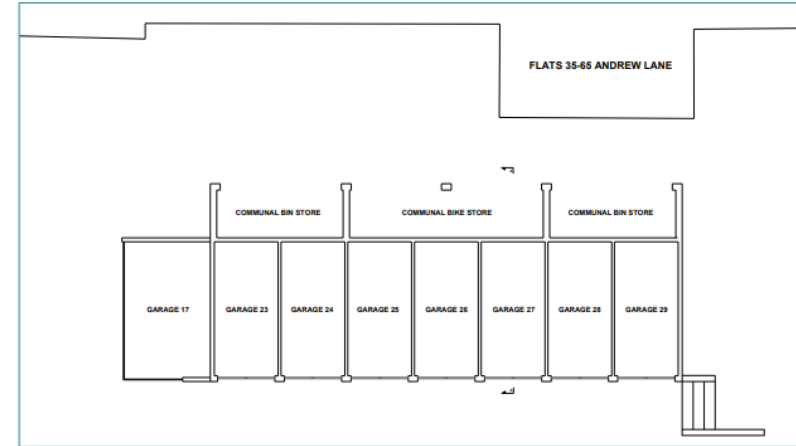 FLATS 35-65 ANDREW LANE
COMMUNAL BIN STORE
COMMUNAL BIKE STORE
COMMUNAL BIN STORE
GARAGE 17
GARAGE 23
GARAGE 24
GARAGE 25
GARAGE 26
GARAGE 27
GARAGE 28
GARAGE 29